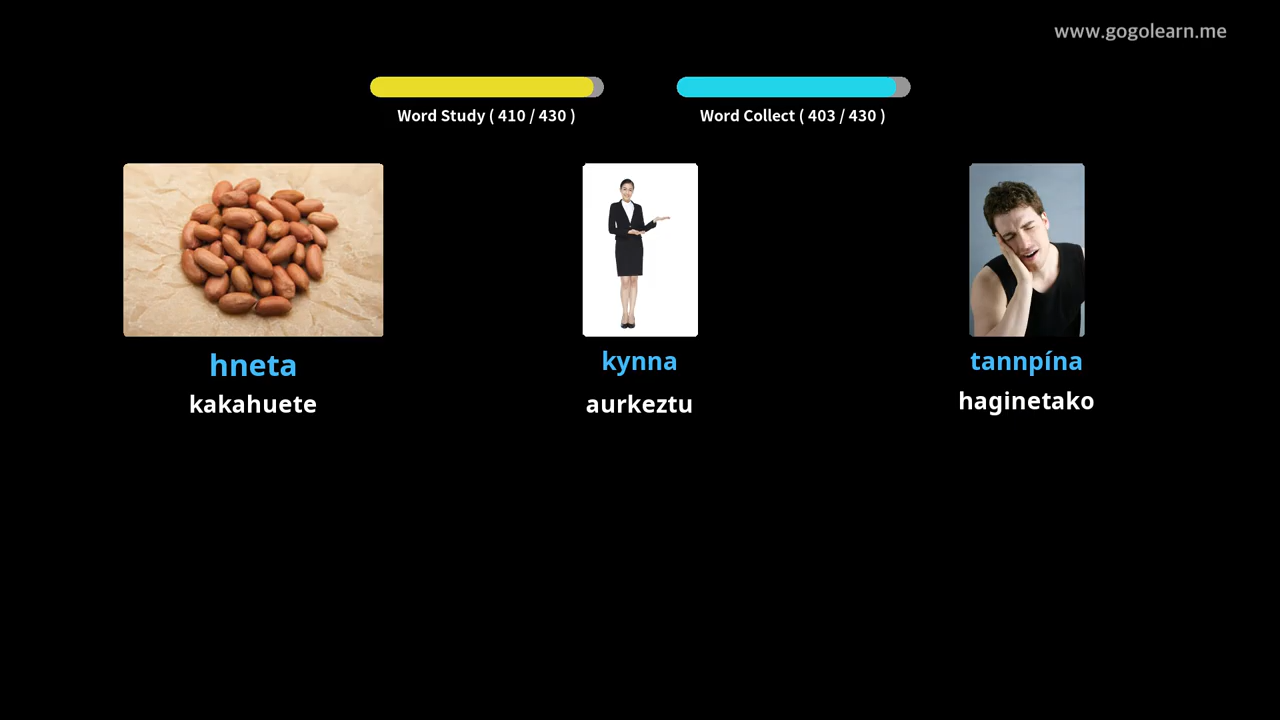 www.gogolearn.me
Word Study ( 410 / 430 )
Word Collect ( 403 / 430 )
hneta
kynna
tannpína
kakahuete
aurkeztu
haginetako